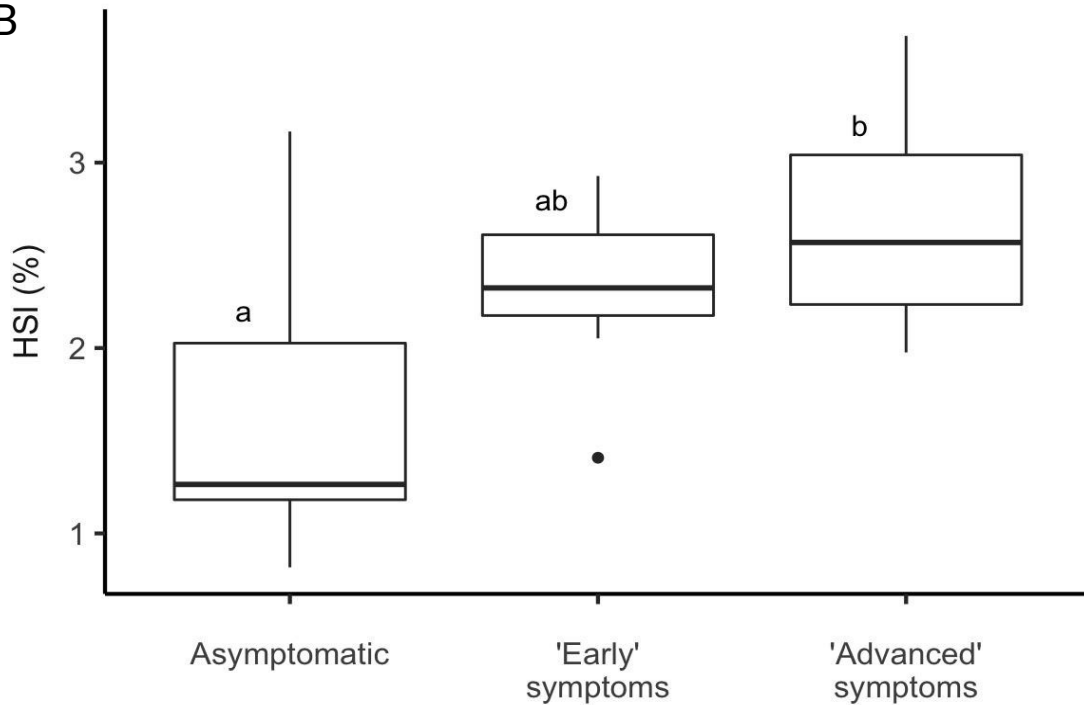 B
HSI (%)
3
2
1
a
ab
b
Asymptomatic
'Early'
symptoms
'Advanced'
symptoms